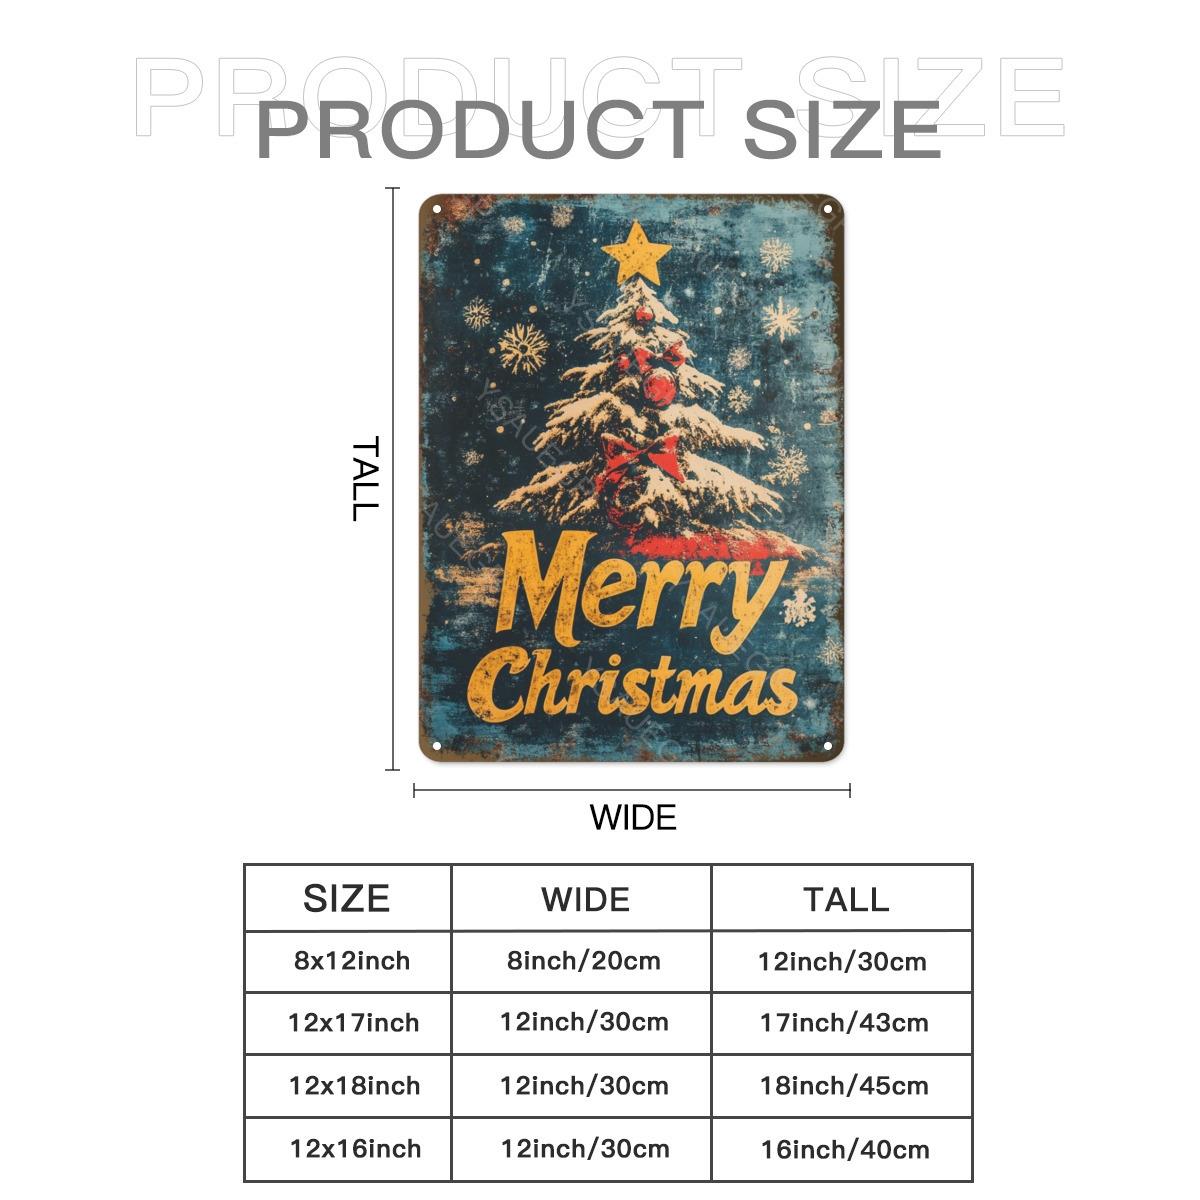 PRODUCT SIZE
PRODUCT SIZE
TALL
Merry
Christmas
WIDE
SIZE WIDE TALL
8x12inch 8inch/20cm 12inch/30cm
12x17inch 12inch/30cm 17inch/43cm
12x18inch 12inch/30cm 18inch/45cm
12x16inch 12inch/30cm 16inch/40cm